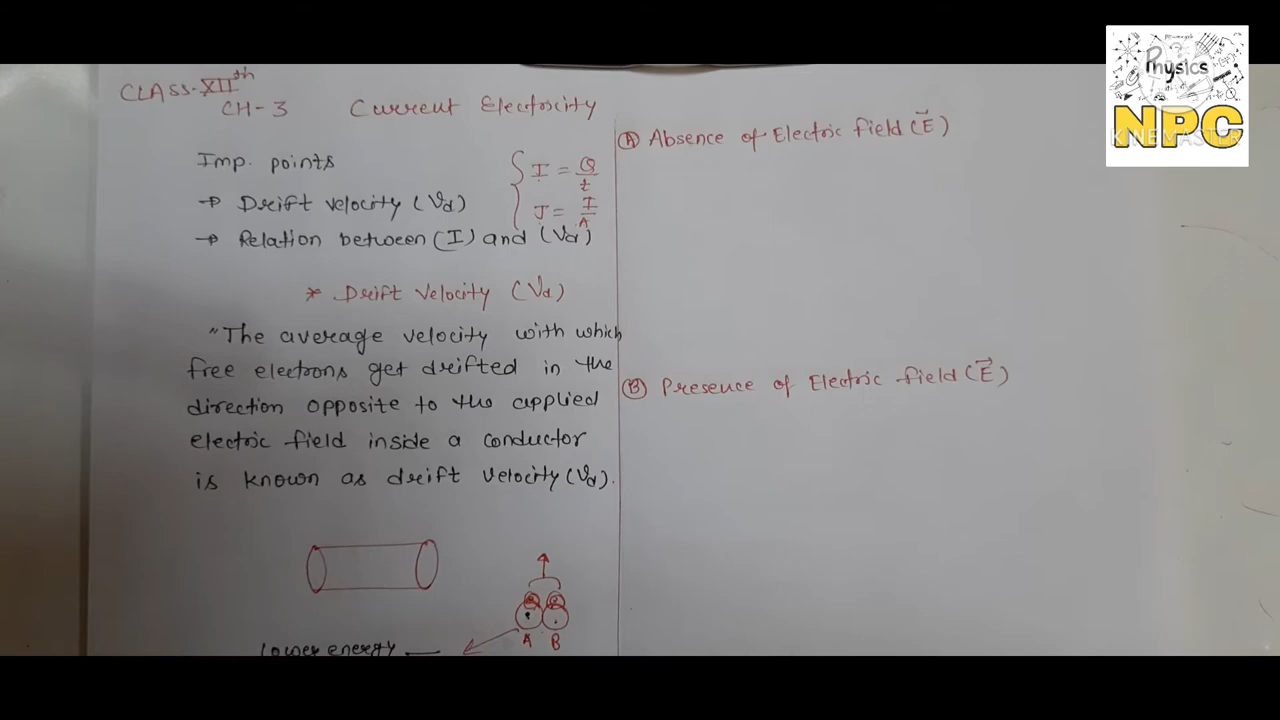 CLASS-XIIth
CH-3 Current Electricity
Imp. points
→ Drift velocity (Vd)
→ Relation between (I) and (Vd)
I = Q/t
J = I/A
* Drift Velocity (Vd)
"The average velocity with which
free electrons get drifted in the
direction opposite to the applied
electric field inside a conductor
is known as drift velocity (Vd).
A B
Lower energy
(A) Absence of Electric field (E⃗)
(B) Presence of Electric field (E⃗)
Physics
NPC
KINEMASTER